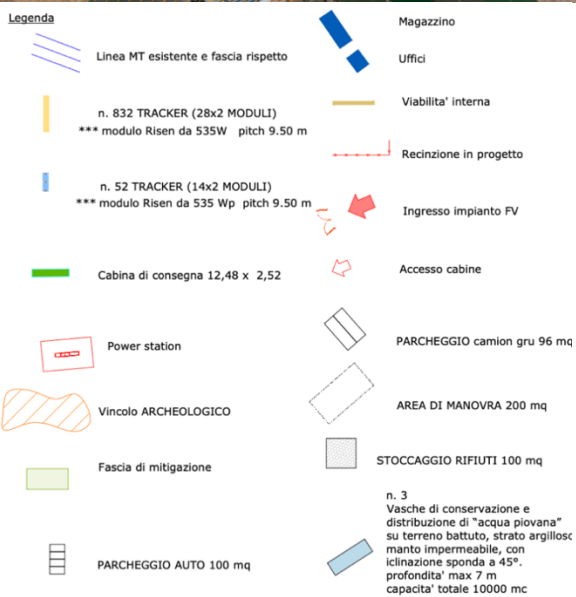 Legenda
Linea MT esistente e fascia rispetto
n. 832 TRACKER (28x2 MODULI)
*** modulo Risen da 535W pitch 9.50 m
n. 52 TRACKER (14x2 MODULI)
*** modulo Risen da 535 Wp pitch 9.50 m
Cabina di consegna 12,48 x 2,52
Power station
Vincolo ARCHEOLOGICO
Fascia di mitigazione
PARCHEGGIO AUTO 100 mq
Magazzino
Uffici
Viabilita' interna
Recinzione in progetto
Ingresso impianto FV
Accesso cabine
PARCHEGGIO camion gru 96 mq
AREA DI MANOVRA 200 mq
STOCCAGGIO RIFIUTI 100 mq
n. 3
Vasche di conservazione e
distribuzione di "acqua piovana"
su terreno battuto, strato argilloso
manto impermeabile, con
iclinazione sponda a 45°.
profondita' max 7 m
capacita' totale 10000 mc